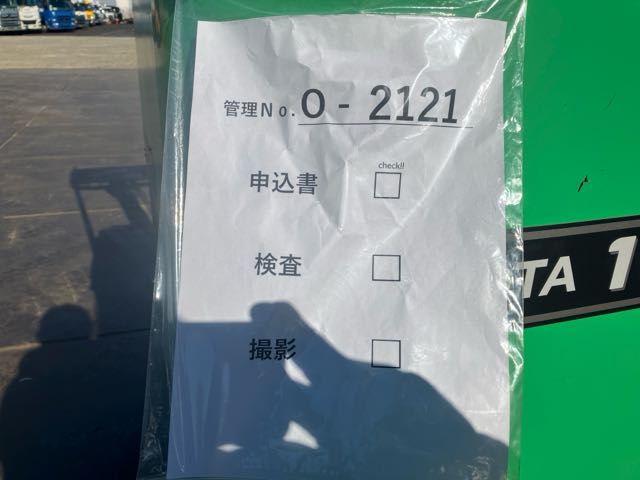 管理No.O-2121
check!!
申込書 □
検査 □
撮影 □
TA 1